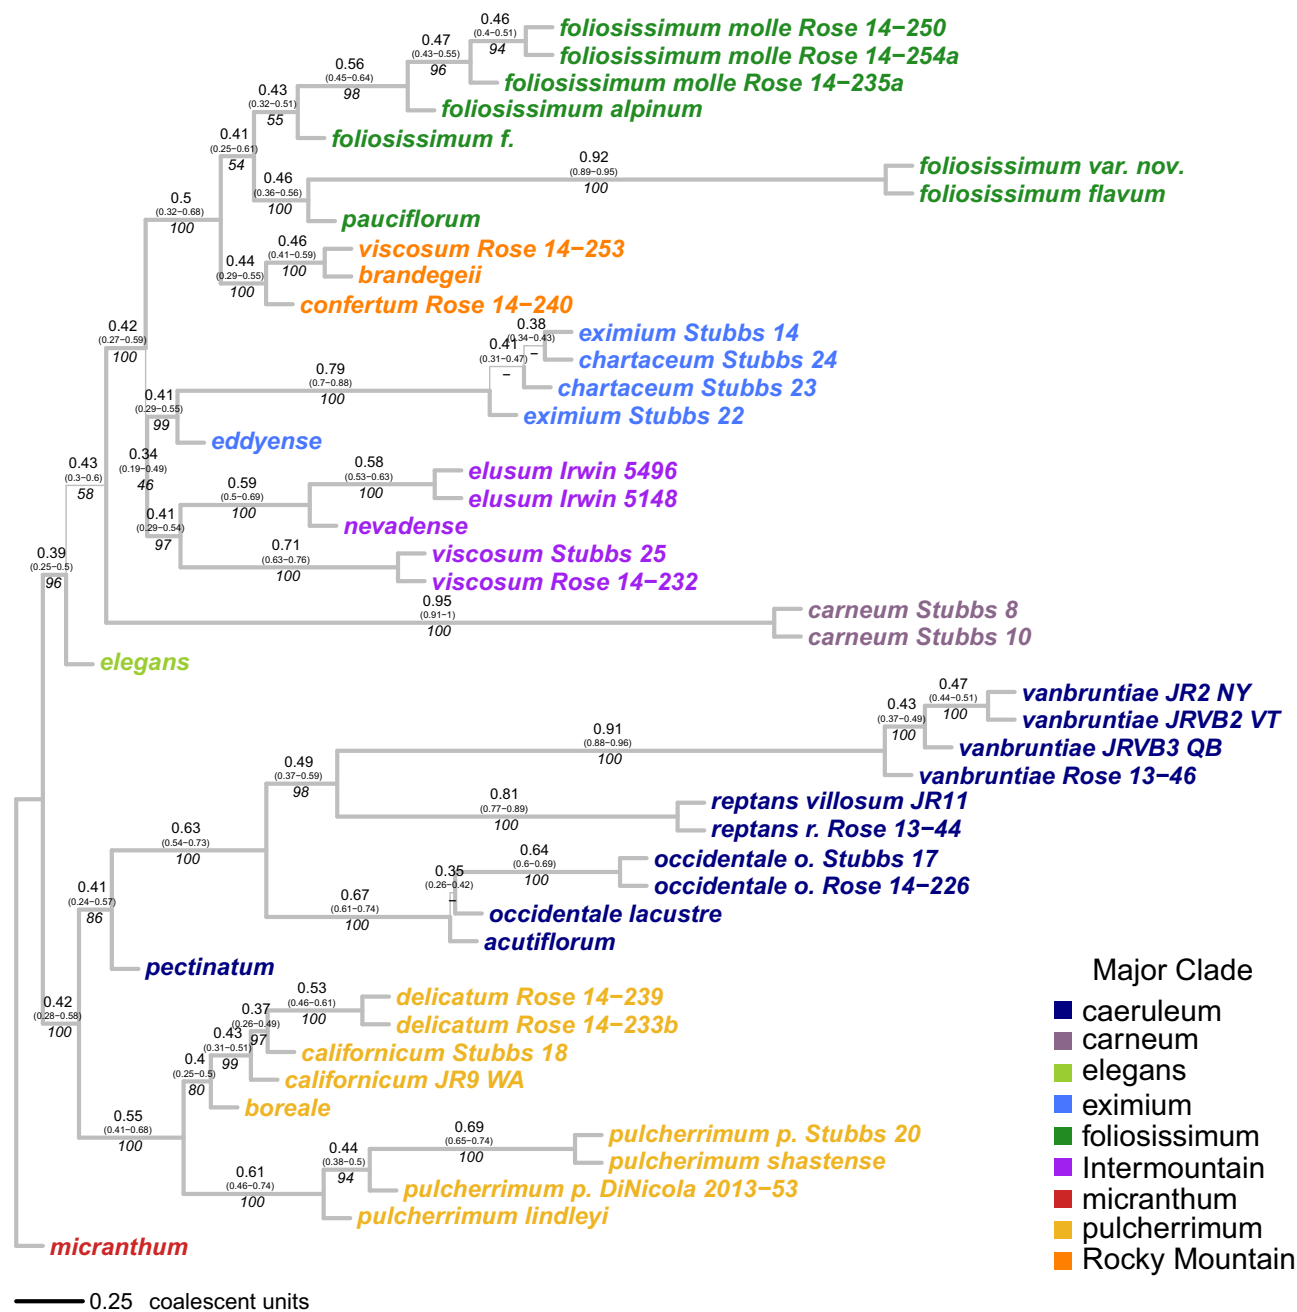 0.46
(0.4−0.51)
94
foliosissimum molle Rose 14−250
foliosissimum molle Rose 14−254a
0.47
(0.43−0.55)
96
foliosissimum molle Rose 14−235a
0.56
(0.45−0.64)
98
foliosissimum alpinum
0.43
(0.32−0.51)
55
foliosissimum f.
0.41
(0.25−0.61)
54
0.92
(0.89−0.95)
100
foliosissimum var. nov.
foliosissimum flavum
0.46
(0.36−0.56)
100
pauciflorum
0.5
(0.32−0.68)
100
0.46
(0.41−0.59)
100
viscosum Rose 14−253
brandegeii
0.44
(0.29−0.55)
100
confertum Rose 14−240
0.42
(0.27−0.59)
100
0.38
(0.34−0.43)
−
eximium Stubbs 14
chartaceum Stubbs 24
0.41
(0.31−0.47)
−
chartaceum Stubbs 23
0.79
(0.7−0.88)
100
eximium Stubbs 22
0.41
(0.29−0.55)
99
eddyense
0.34
(0.19−0.49)
46
0.58
(0.53−0.63)
100
elusum Irwin 5496
elusum Irwin 5148
0.59
(0.5−0.69)
100
nevadense
0.41
(0.29−0.54)
97
0.71
(0.63−0.76)
100
viscosum Stubbs 25
viscosum Rose 14−232
0.43
(0.3−0.6)
58
0.95
(0.91−1)
100
carneum Stubbs 8
carneum Stubbs 10
0.39
(0.25−0.5)
96
elegans
0.47
(0.44−0.51)
100
vanbruntiae JR2 NY
vanbruntiae JRVB2 VT
0.43
(0.37−0.49)
100
vanbruntiae JRVB3 QB
0.91
(0.88−0.96)
100
vanbruntiae Rose 13−46
0.49
(0.37−0.59)
98
0.81
(0.77−0.89)
100
reptans villosum JR11
reptans r. Rose 13−44
0.63
(0.54−0.73)
100
0.64
(0.6−0.69)
100
occidentale o. Stubbs 17
occidentale o. Rose 14−226
0.35
(0.26−0.42)
−
occidentale lacustre
0.67
(0.61−0.74)
100
acutiflorum
0.41
(0.24−0.57)
86
pectinatum
0.42
(0.28−0.58)
100
0.53
(0.46−0.61)
100
delicatum Rose 14−239
delicatum Rose 14−233b
0.37
(0.26−0.49)
97
californicum Stubbs 18
0.43
(0.31−0.51)
99
californicum JR9 WA
0.4
(0.25−0.5)
80
boreale
0.55
(0.41−0.68)
100
0.69
(0.65−0.74)
100
pulcherrimum p. Stubbs 20
pulcherimum shastense
0.44
(0.38−0.5)
94
pulcherrimum p. DiNicola 2013−53
0.61
(0.46−0.74)
100
pulcherrimum lindleyi
micranthum
0.25 coalescent units
Major Clade
caeruleum
carneum
elegans
eximium
foliosissimum
Intermountain
micranthum
pulcherrimum
Rocky Mountain